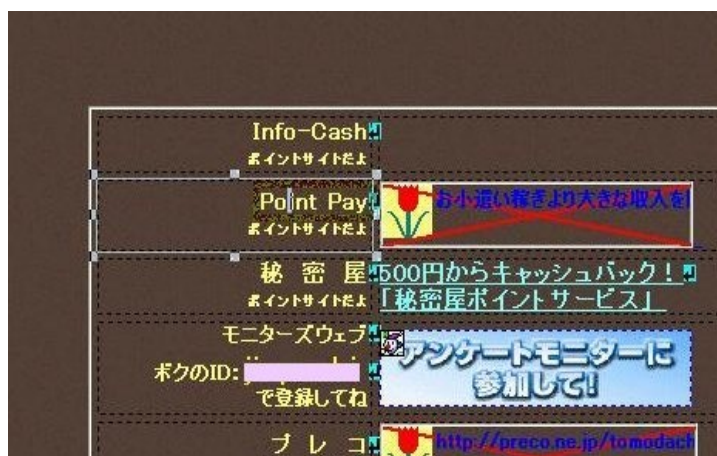 Info-Cash
ポイントサイトだよ
Point Pay
お小遣い稼ぎより大きな収入を
ポイントサイトだよ
秘密屋
500円からキャッシュバック！
ポイントサイトだよ
「秘密屋ポイントサービス」
モニターズウェブ
アンケートモニターに
ボクのID:
参加して!
で登録してね
プレコ
http://preco.ne.jp/tomodach